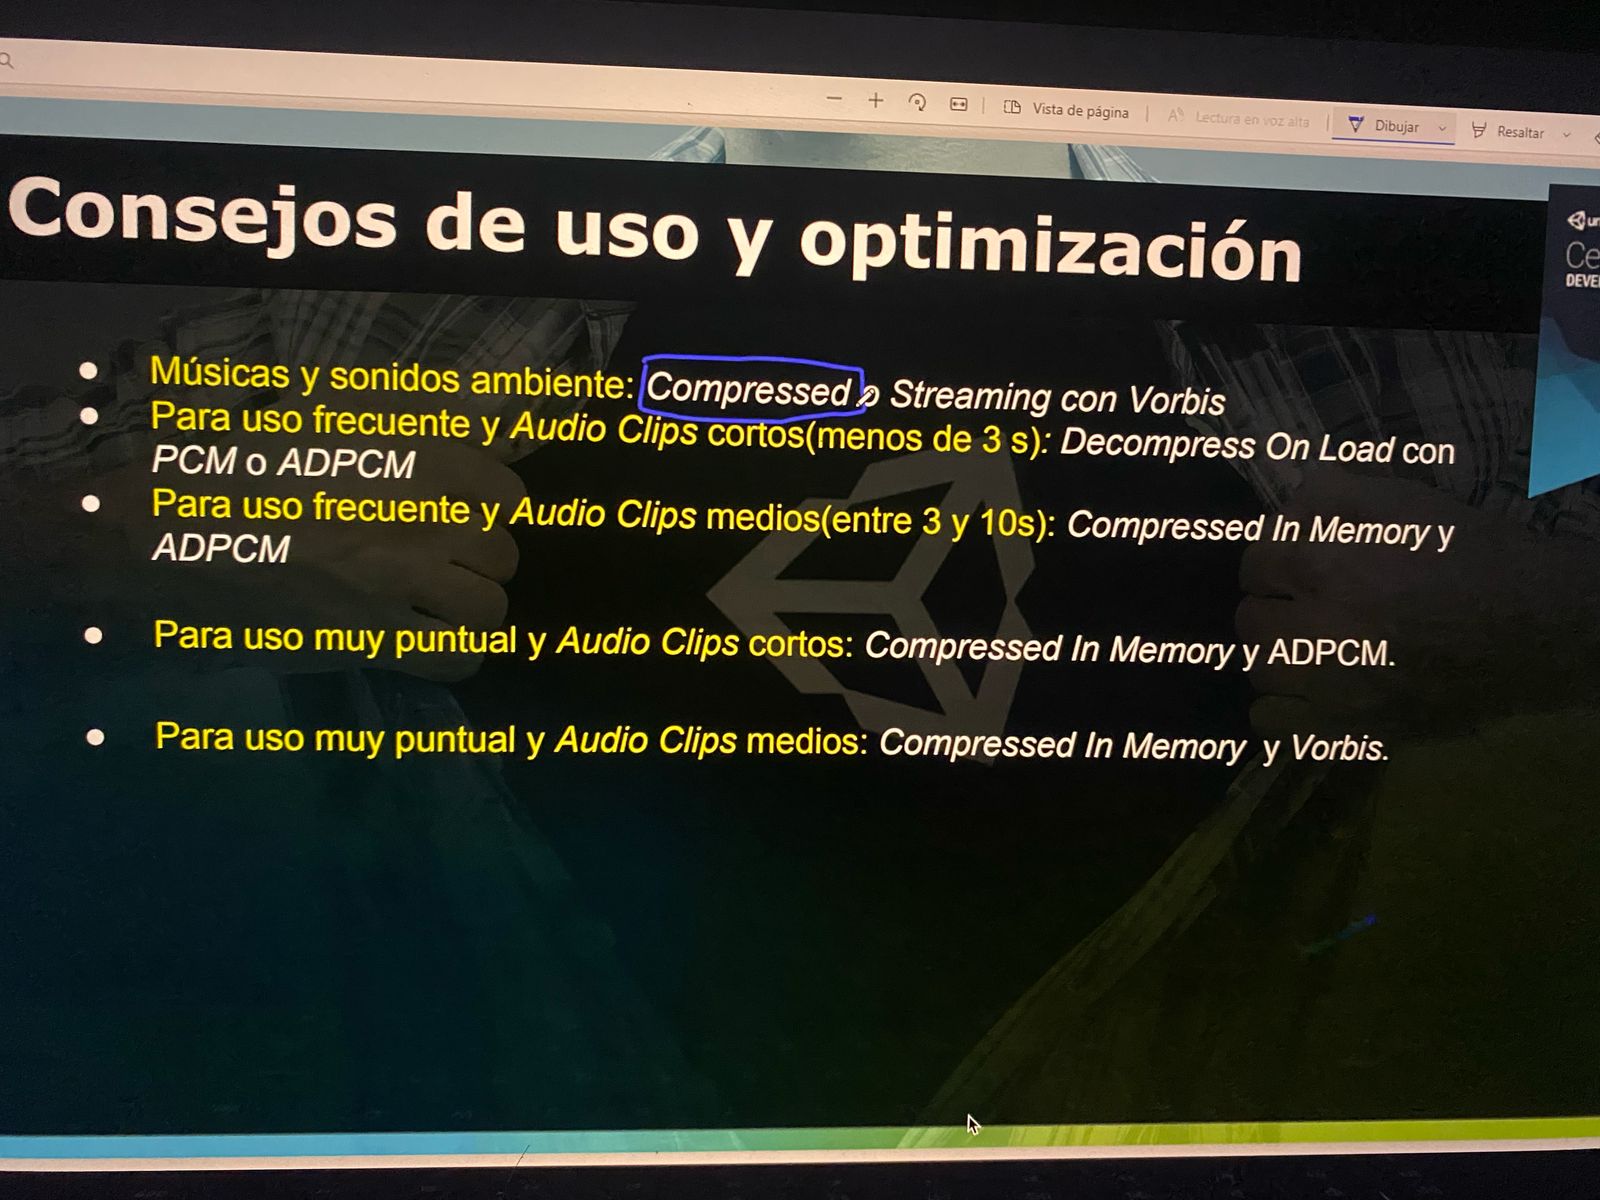 Vista de página
Lectura en voz alta
Dibujar
Resaltar
Consejos de uso y optimización
Músicas y sonidos ambiente: Compressed o Streaming con Vorbis
Para uso frecuente y Audio Clips cortos(menos de 3 s): Decompress On Load con
PCM o ADPCM
Para uso frecuente y Audio Clips medios(entre 3 y 10s): Compressed In Memory y
ADPCM
Para uso muy puntual y Audio Clips cortos: Compressed In Memory y ADPCM.
Para uso muy puntual y Audio Clips medios: Compressed In Memory y Vorbis.